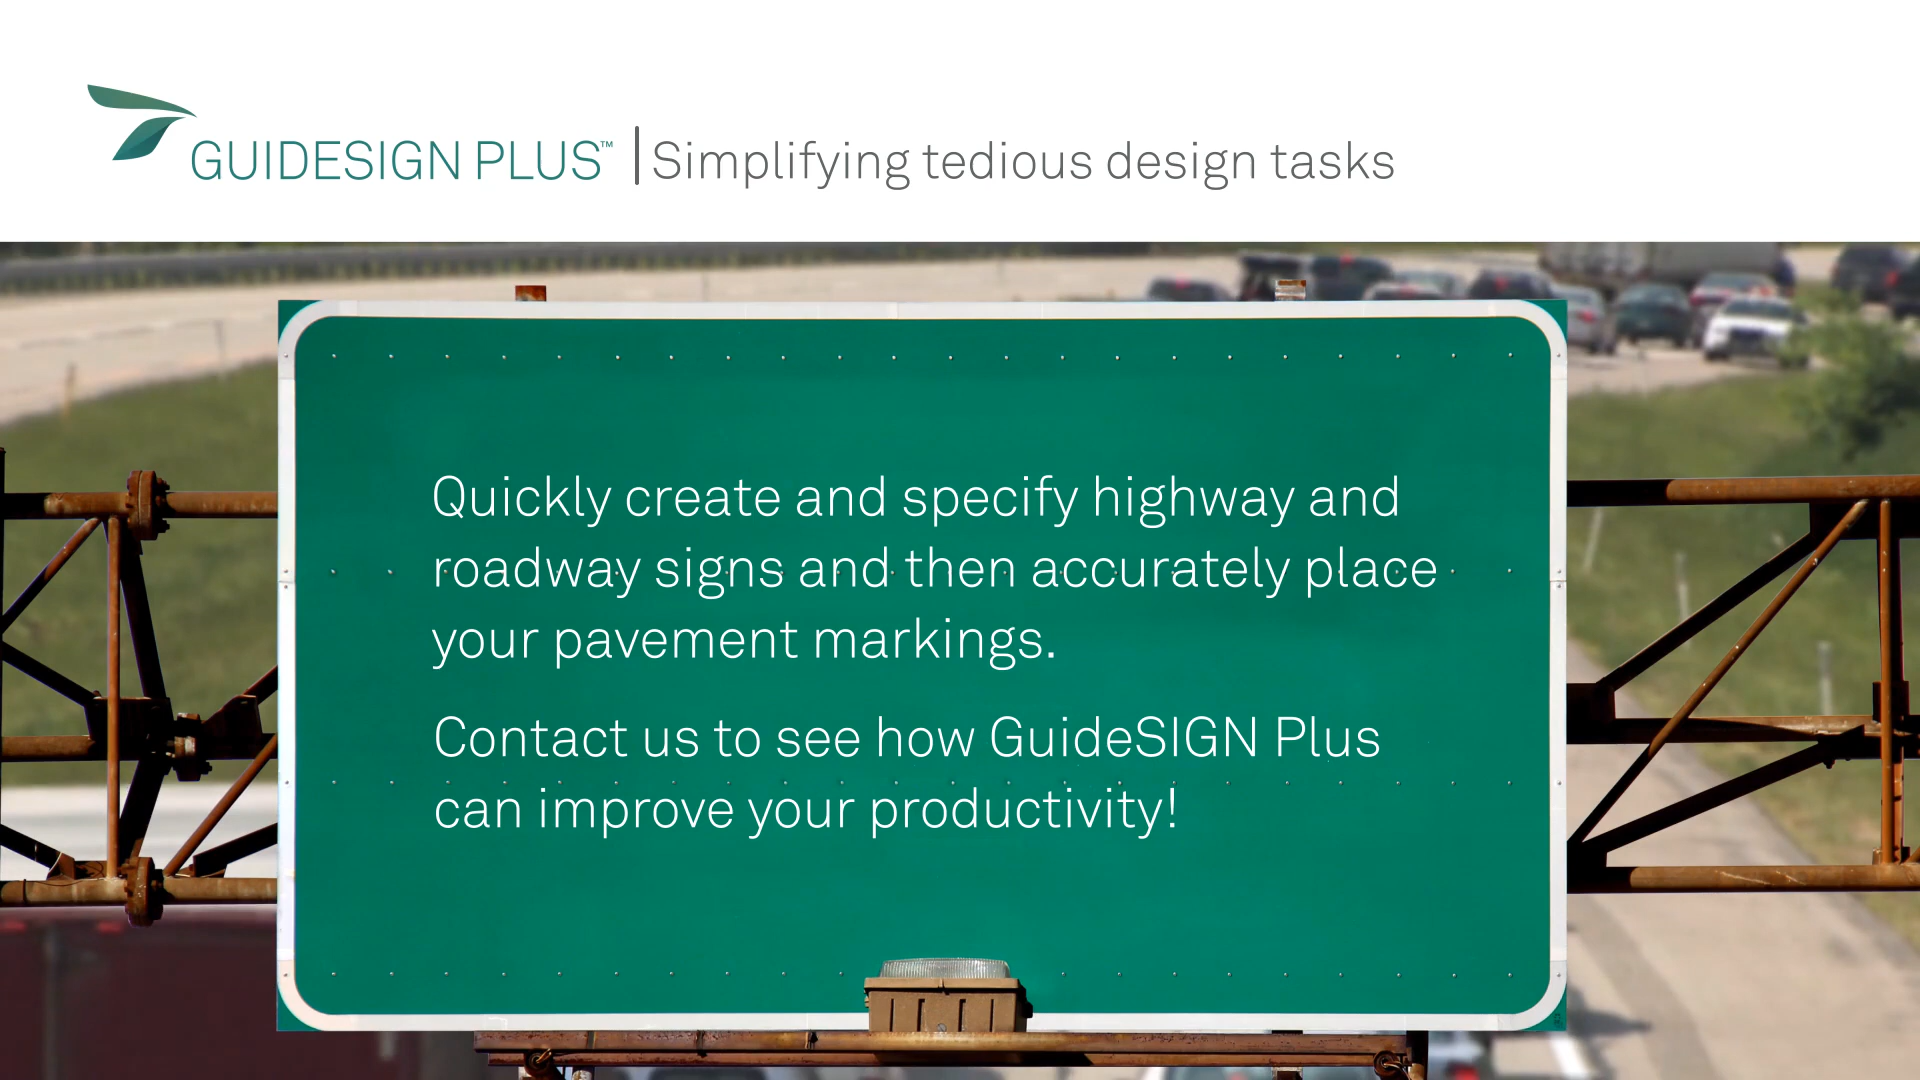 GUIDESIGN PLUS™ | Simplifying tedious design tasks
Quickly create and specify highway and
roadway signs and then accurately place
your pavement markings.
Contact us to see how GuideSIGN Plus
can improve your productivity!